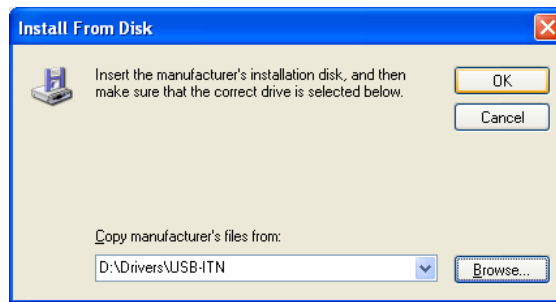 Install From Disk
Insert the manufacturer's installation disk, and then
make sure that the correct drive is selected below.
OK
Cancel
Copy manufacturer's files from:
D:\Drivers\USB-ITN
Browse...